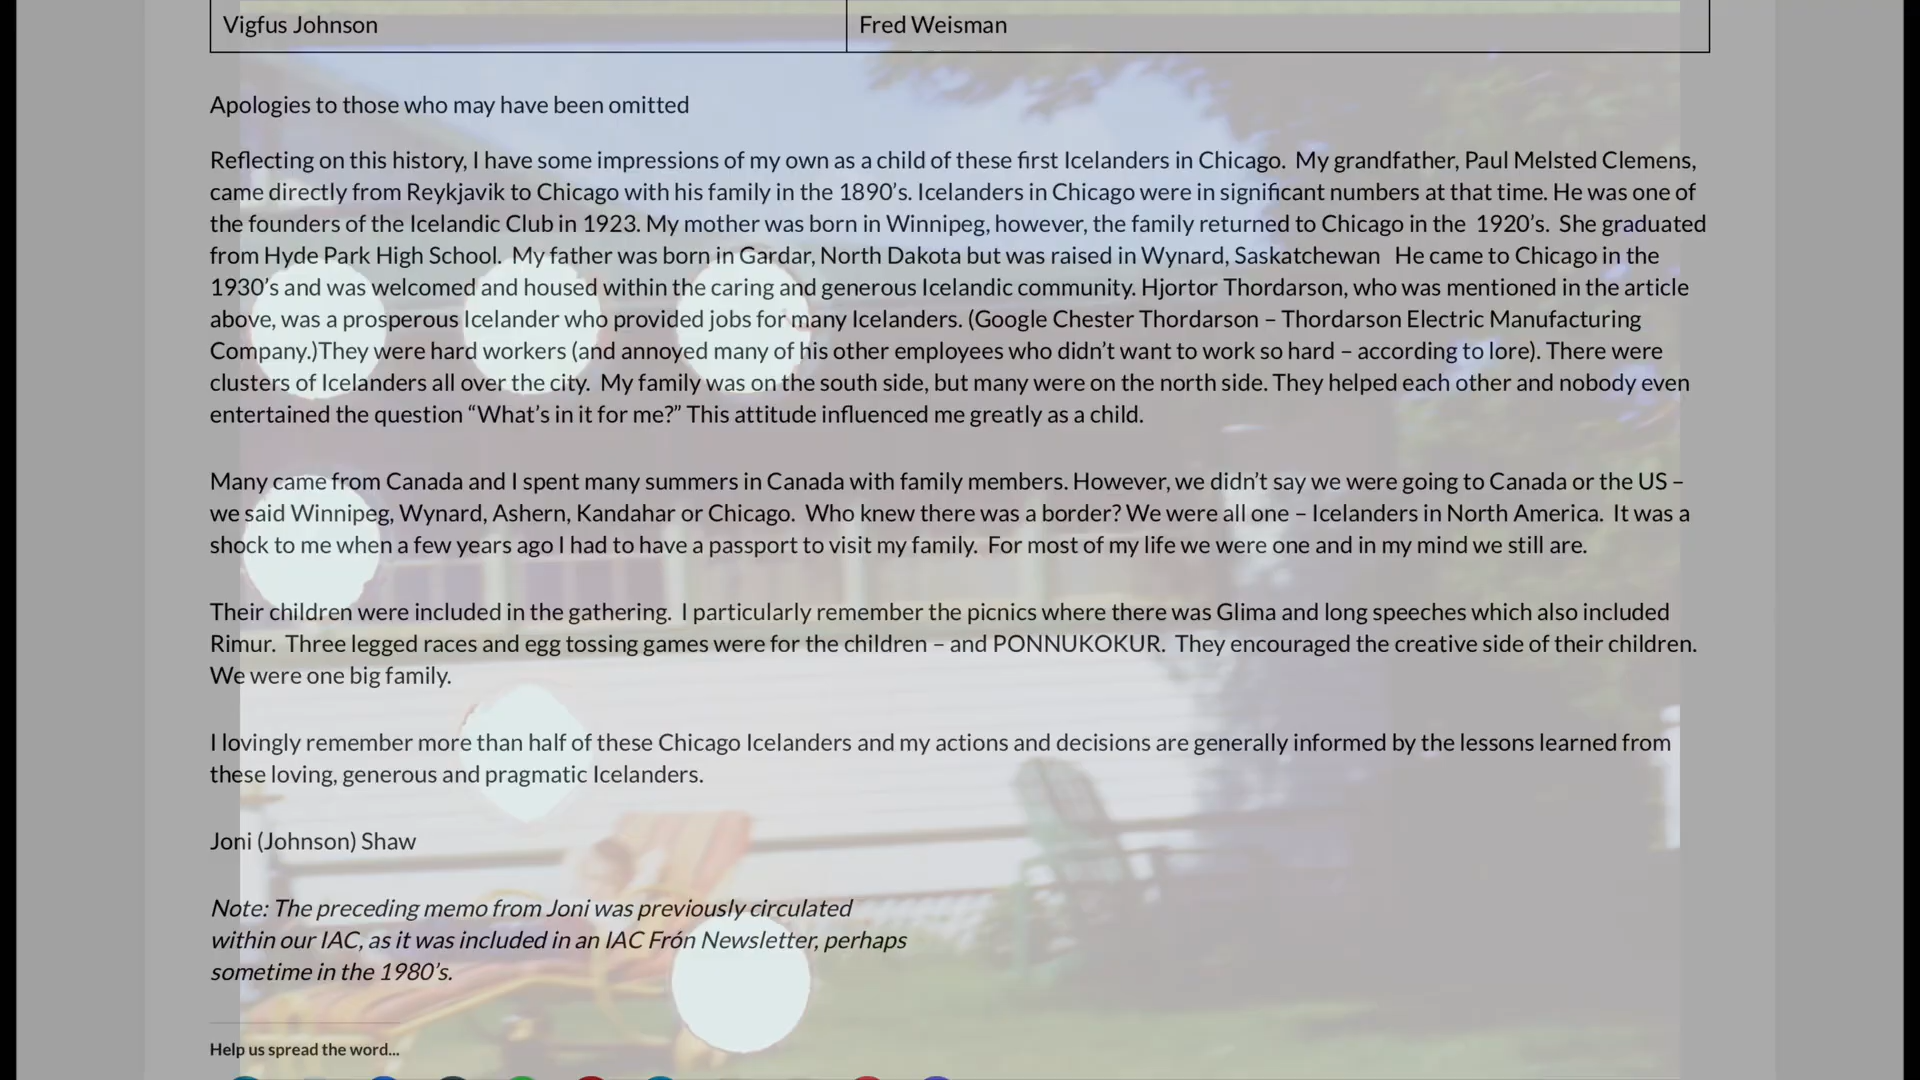 Vigfus Johnson
Fred Weisman
Apologies to those who may have been omitted
Reflecting on this history, I have some impressions of my own as a child of these first Icelanders in Chicago.  My grandfather, Paul Melsted Clemens,
came directly from Reykjavik to Chicago with his family in the 1890’s. Icelanders in Chicago were in significant numbers at that time. He was one of
the founders of the Icelandic Club in 1923. My mother was born in Winnipeg, however, the family returned to Chicago in the  1920’s.  She graduated
from Hyde Park High School.  My father was born in Gardar, North Dakota but was raised in Wynard, Saskatchewan   He came to Chicago in the
1930’s and was welcomed and housed within the caring and generous Icelandic community. Hjortor Thordarson, who was mentioned in the article
above, was a prosperous Icelander who provided jobs for many Icelanders. (Google Chester Thordarson – Thordarson Electric Manufacturing
Company.)They were hard workers (and annoyed many of his other employees who didn’t want to work so hard – according to lore). There were
clusters of Icelanders all over the city.  My family was on the south side, but many were on the north side. They helped each other and nobody even
entertained the question “What’s in it for me?” This attitude influenced me greatly as a child.
Many came from Canada and I spent many summers in Canada with family members. However, we didn’t say we were going to Canada or the US –
we said Winnipeg, Wynard, Ashern, Kandahar or Chicago.  Who knew there was a border? We were all one – Icelanders in North America.  It was a
shock to me when a few years ago I had to have a passport to visit my family.  For most of my life we were one and in my mind we still are.
Their children were included in the gathering.  I particularly remember the picnics where there was Glima and long speeches which also included
Rimur.  Three legged races and egg tossing games were for the children – and PONNUKOKUR.  They encouraged the creative side of their children.
We were one big family.
I lovingly remember more than half of these Chicago Icelanders and my actions and decisions are generally informed by the lessons learned from
these loving, generous and pragmatic Icelanders.
Joni (Johnson) Shaw
Note: The preceding memo from Joni was previously circulated
within our IAC, as it was included in an IAC Frón Newsletter, perhaps
sometime in the 1980’s.
Help us spread the word...